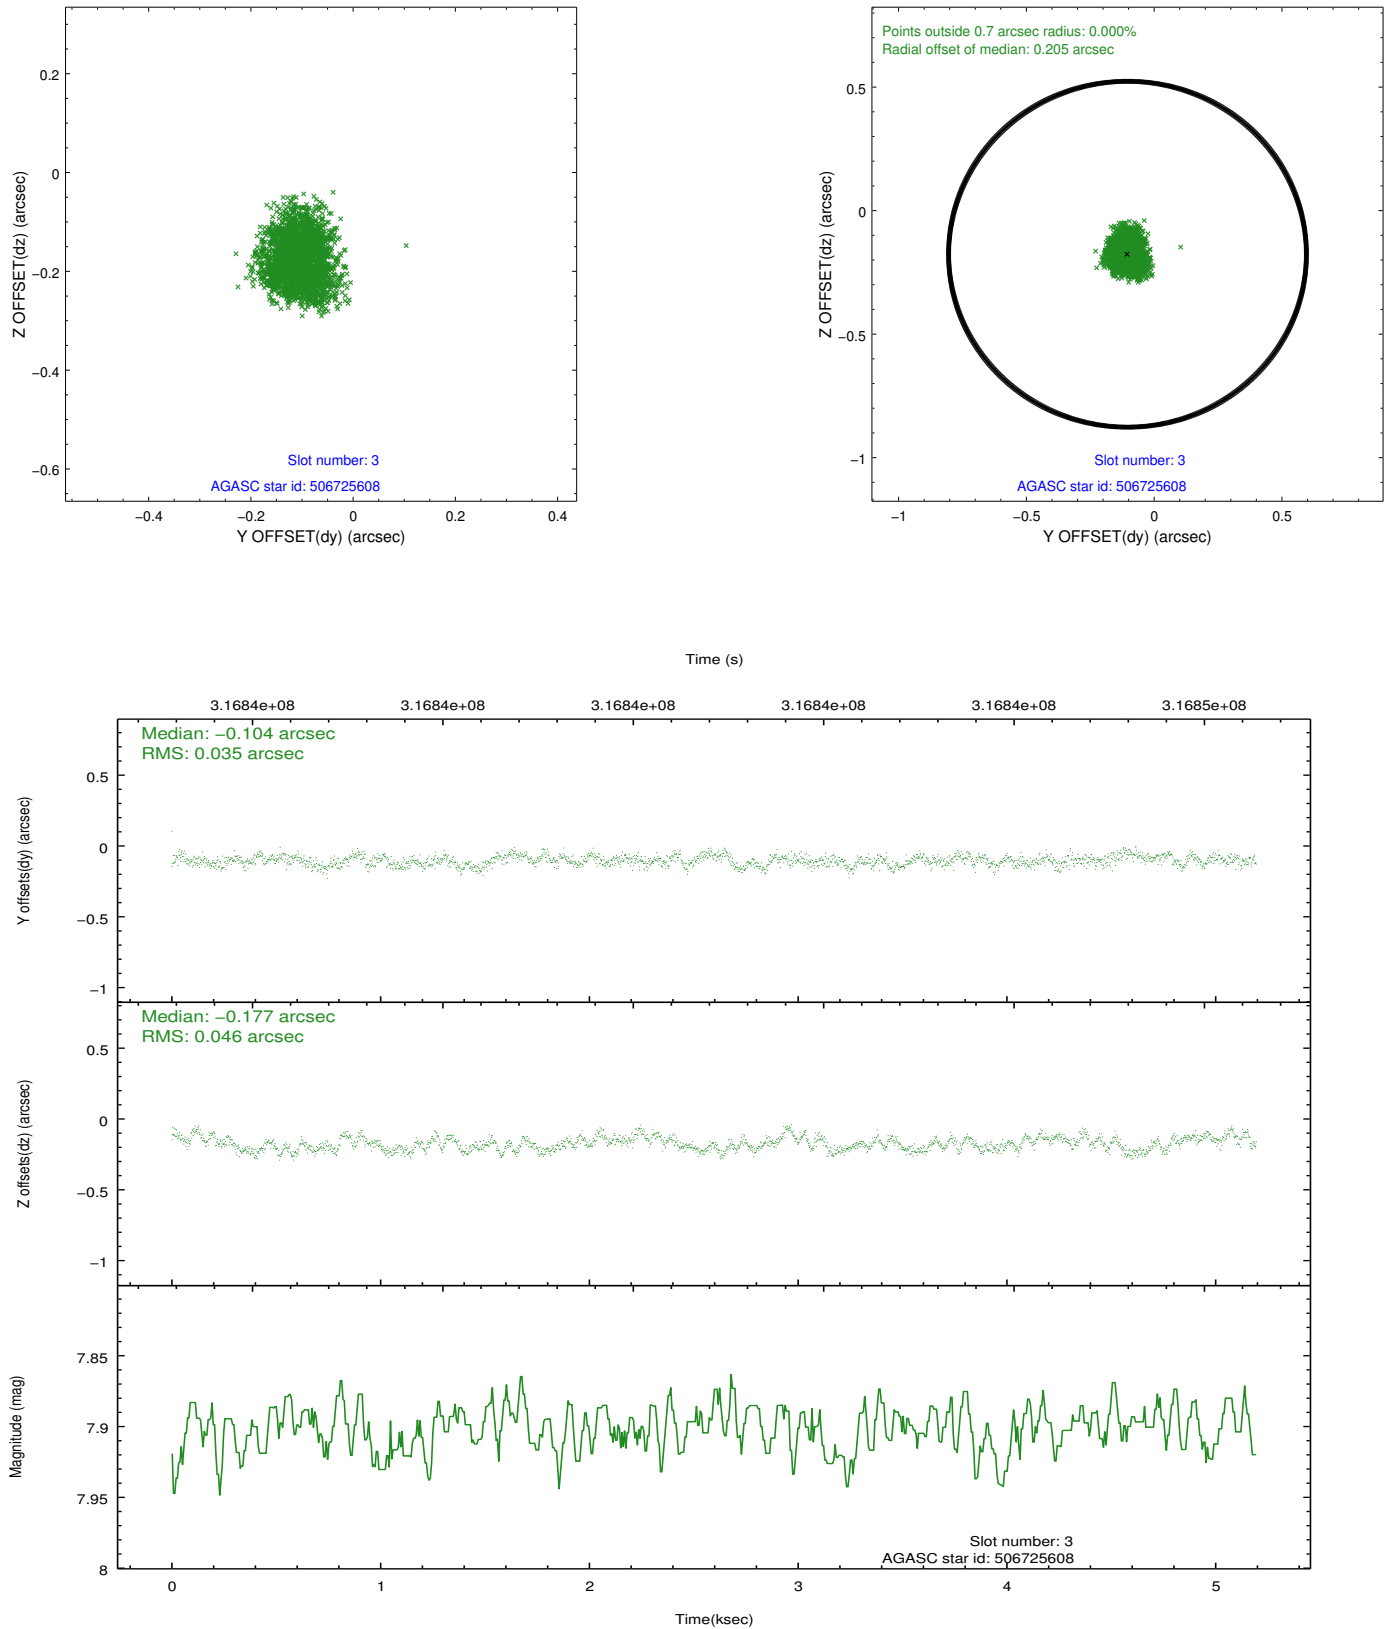 0.2
0
−0.2
−0.4
−0.6
Z OFFSET(dz) (arcsec)
Slot number: 3
AGASC star id: 506725608
−0.4 −0.2 0 0.2 0.4
Y OFFSET(dy) (arcsec)
Points outside 0.7 arcsec radius: 0.000%
Radial offset of median: 0.205 arcsec
0.5
0
−0.5
−1
Z OFFSET(dz) (arcsec)
Slot number: 3
AGASC star id: 506725608
−1 −0.5 0 0.5
Y OFFSET(dy) (arcsec)
Time (s)
3.1684e+08 3.1684e+08 3.1684e+08 3.1684e+08 3.1684e+08 3.1685e+08
Median: −0.104 arcsec
RMS: 0.035 arcsec
0.5
0
−0.5
−1
Y offsets(dy) (arcsec)
Median: −0.177 arcsec
RMS: 0.046 arcsec
0.5
0
−0.5
−1
Z offsets(dz) (arcsec)
7.85
7.9
7.95
8
Magnitude (mag)
Slot number: 3
AGASC star id: 506725608
0 1 2 3 4 5
Time(ksec)